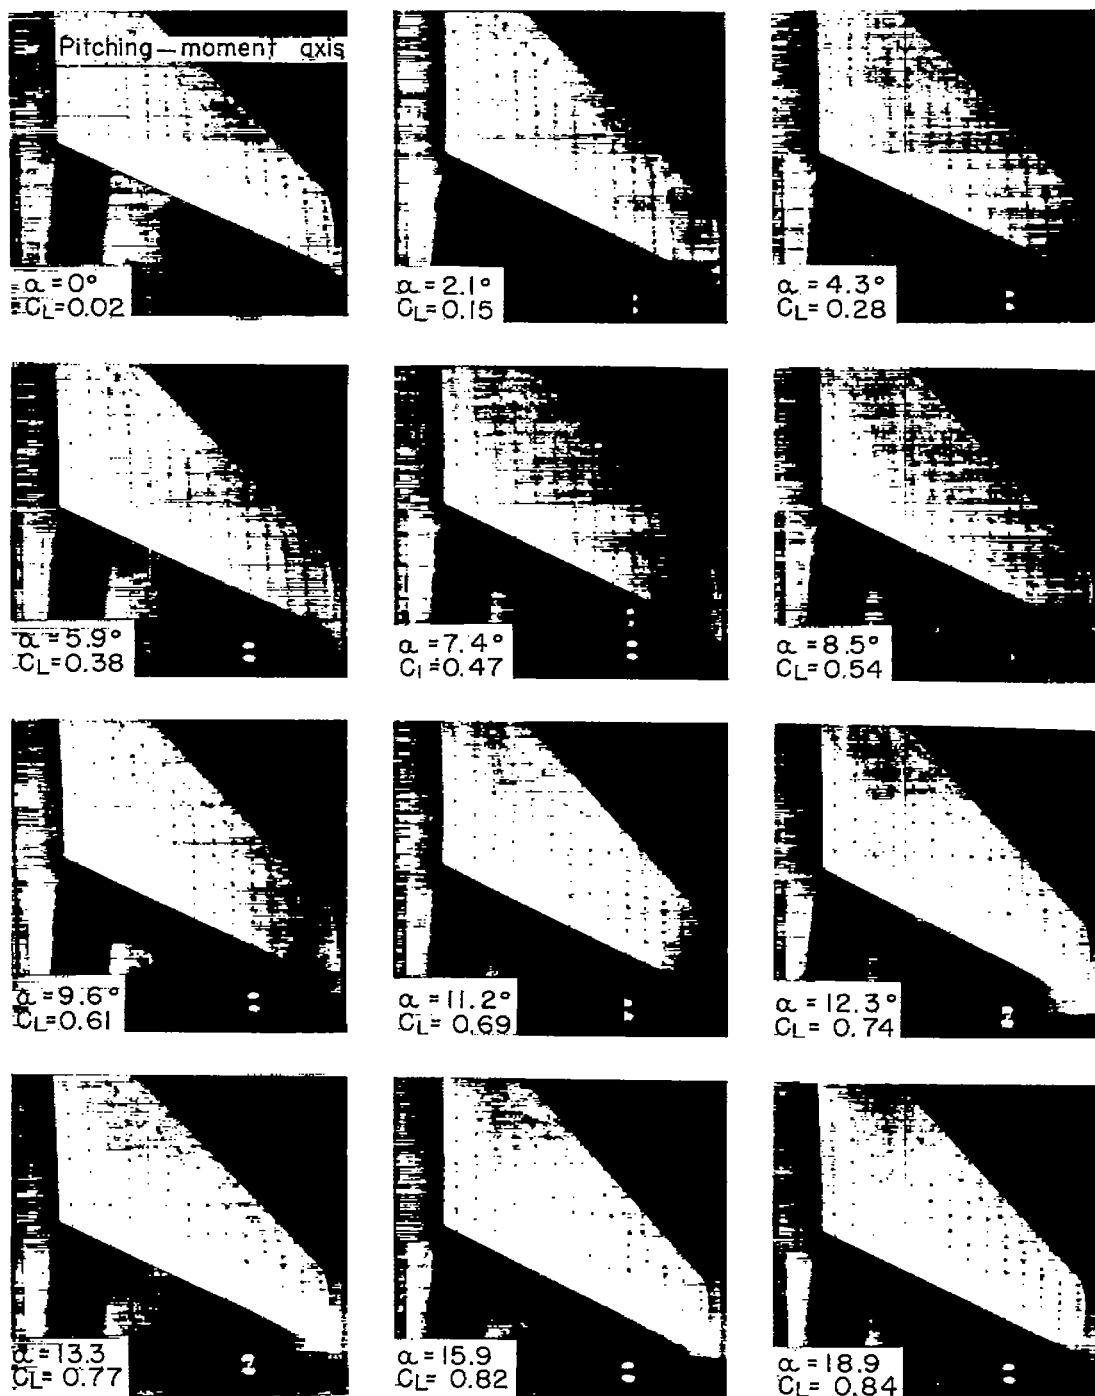 Pitching—moment axis
α=0°
CL=0.02
α=2.1°
CL=0.15
α=4.3°
CL=0.28
α=5.9°
CL=0.38
α=7.4°
CL=0.47
α=8.5°
CL=0.54
α=9.6°
CL=0.61
α=11.2°
CL=0.69
α=12.3°
CL=0.74
α=13.3
CL=0.77
α=15.9
CL=0.82
α=18.9
CL=0.84